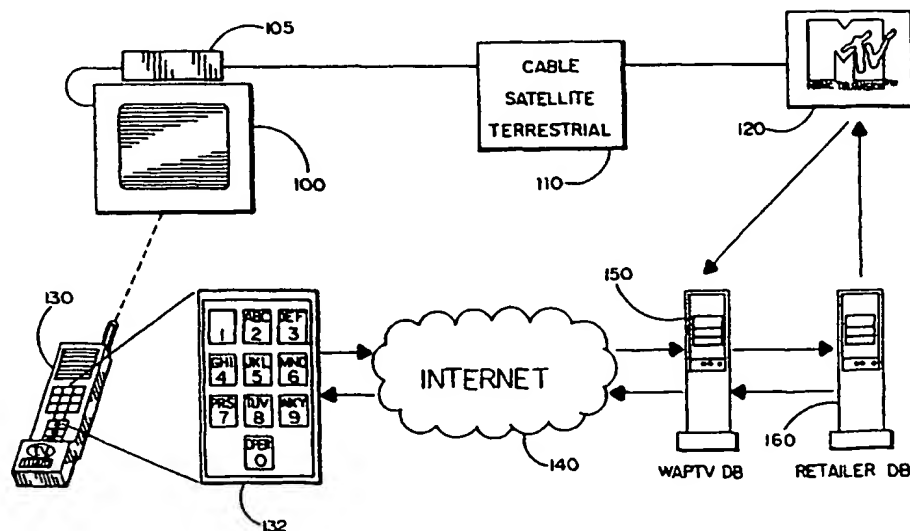 105
CABLE
SATELLITE
TERRESTRIAL
MTV
120
100
110
130
1
ABC
2
DEF
3
GHI
4
JKL
5
MNO
6
PRS
7
TUV
8
WXY
9
OPER
0
132
INTERNET
140
150
160
WAPTV DB
RETAILER DB